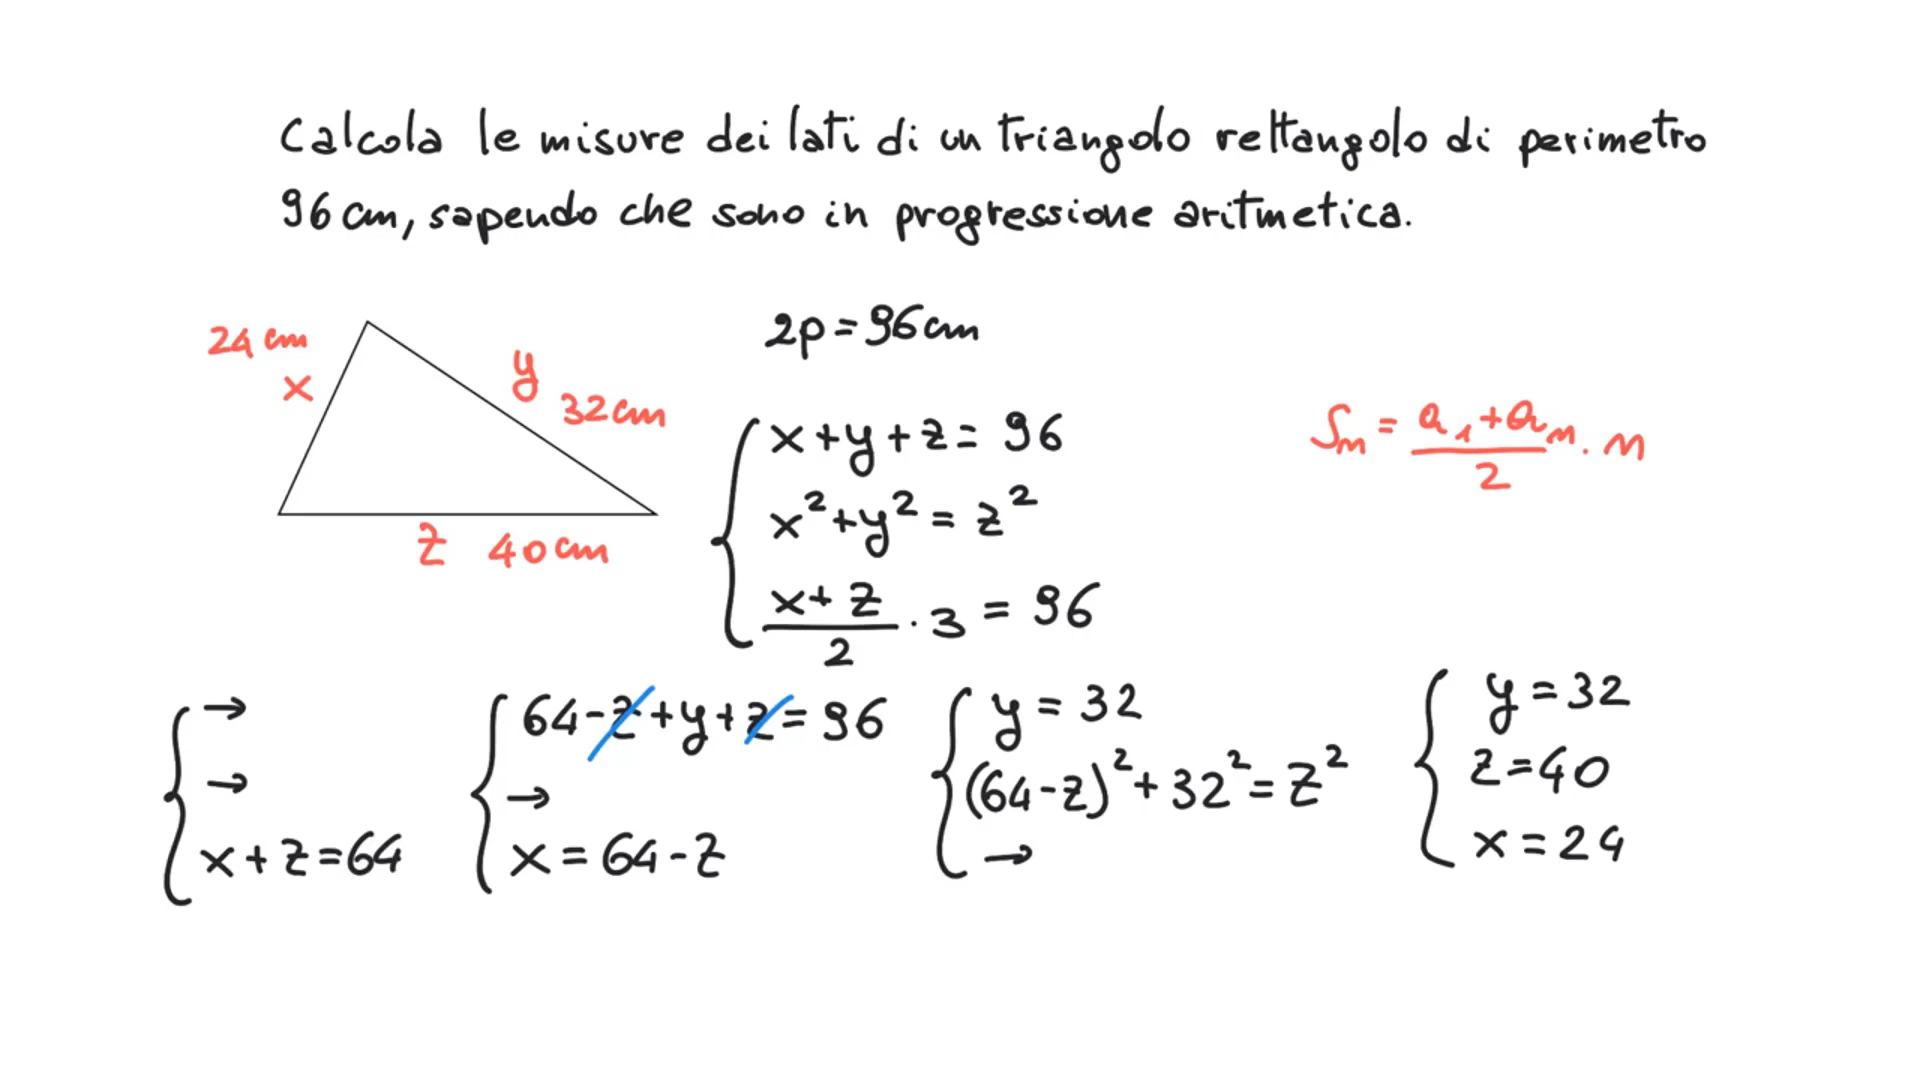 Calcola le misure dei lati di un triangolo rettangolo di perimetro
96 cm, sapendo che sono in progressione aritmetica.
24 cm
x
y
32 cm
z 40 cm
2p = 96 cm
x + y + z = 96
x² + y² = z²
x + z / 2 · 3 = 96
Sₙ = a₁ + aₙ / 2 · n
→
→
x + z = 64
64 - z + y + z = 96
→
x = 64 - z
y = 32
(64 - z)² + 32² = z²
→
y = 32
z = 40
x = 24